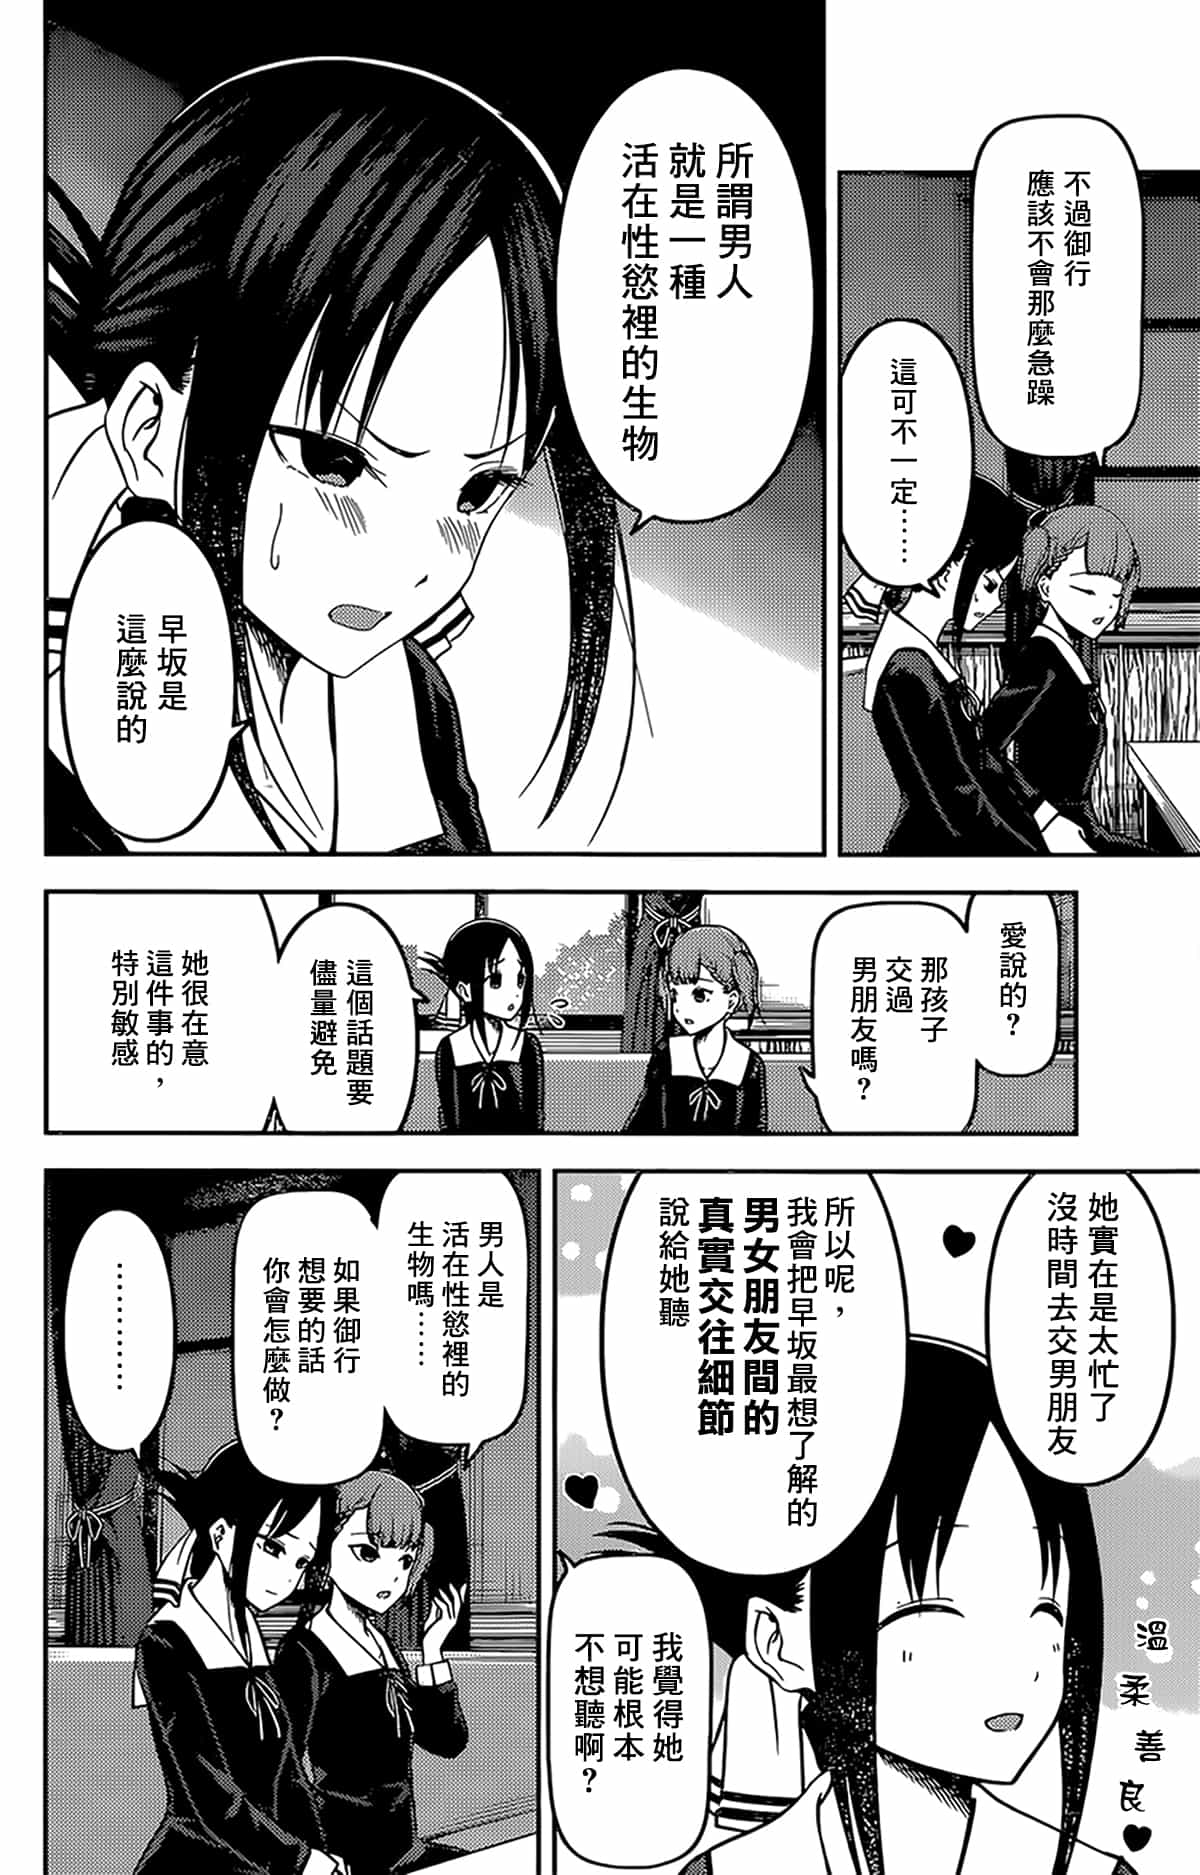 不過御行
應該不會那麼急躁
這可不一定……
所謂男人
就是一種
活在性慾裡的生物
早坂是
這麼說的
愛說的?
那孩子
交過
男朋友嗎?
這個話題要
儘量避免
她很在意
這件事的,
特別敏感
她實在是太忙了
沒時間去交男朋友
所以呢,
我會把早坂最想了解的
男女朋友間的
真實交往細節
說給她聽
溫柔善良
我覺得她
可能根本
不想聽啊?
男人是
活在性慾裡的
生物嗎……
如果御行
想要的話
你會怎麼做?
…………